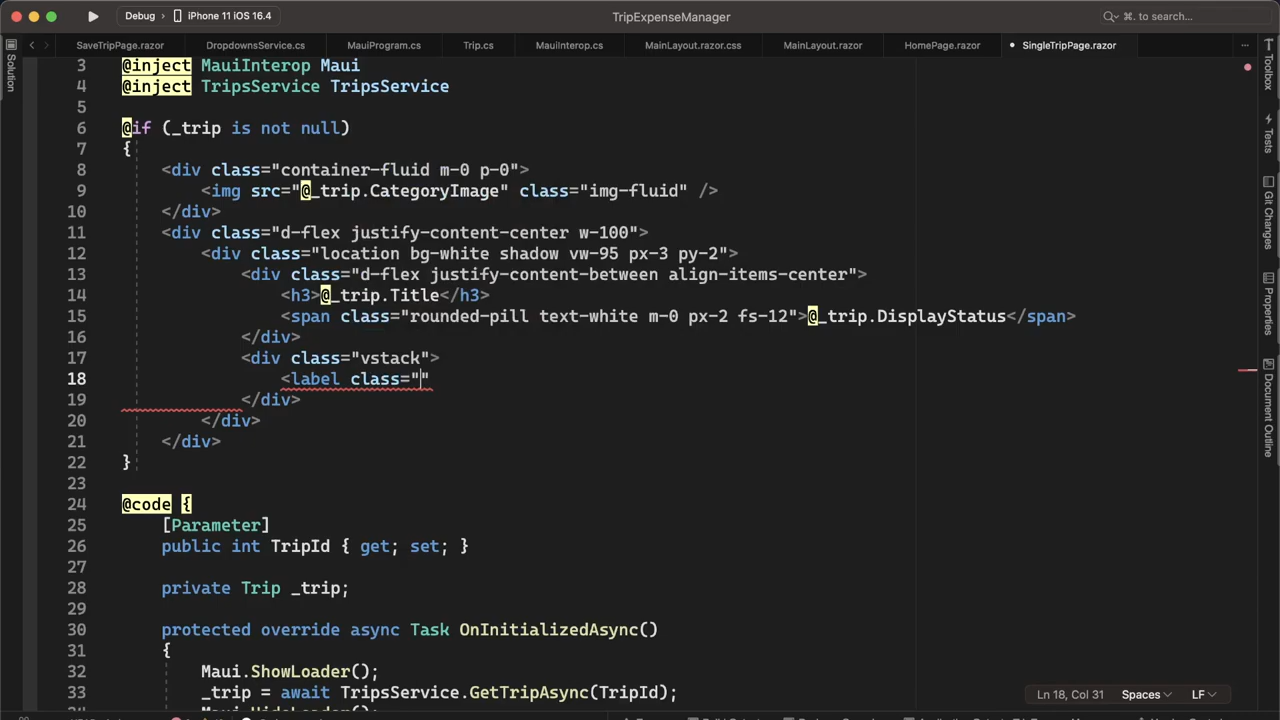 Debug › iPhone 11 iOS 16.4
TripExpenseManager
⌘. to search...
SaveTripPage.razor
DropdownsService.cs
MauiProgram.cs
Trip.cs
MauiInterop.cs
MainLayout.razor.css
MainLayout.razor
HomePage.razor
SingleTripPage.razor
Solution
Toolbox
Tests
Git Changes
Properties
Document Outline
3 @inject MauiInterop Maui
4 @inject TripsService TripsService
5
6 @if (_trip is not null)
7 {
8 <div class="container-fluid m-0 p-0">
9 <img src="@_trip.CategoryImage" class="img-fluid" />
10 </div>
11 <div class="d-flex justify-content-center w-100">
12 <div class="location bg-white shadow vw-95 px-3 py-2">
13 <div class="d-flex justify-content-between align-items-center">
14 <h3>@_trip.Title</h3>
15 <span class="rounded-pill text-white m-0 px-2 fs-12">@_trip.DisplayStatus</span>
16 </div>
17 <div class="vstack">
18 <label class=""
19 </div>
20 </div>
21 </div>
22 }
23
24 @code {
25 [Parameter]
26 public int TripId { get; set; }
27
28 private Trip _trip;
29
30 protected override async Task OnInitializedAsync()
31 {
32 Maui.ShowLoader();
33 _trip = await TripsService.GetTripAsync(TripId);
Ln 18, Col 31 Spaces LF